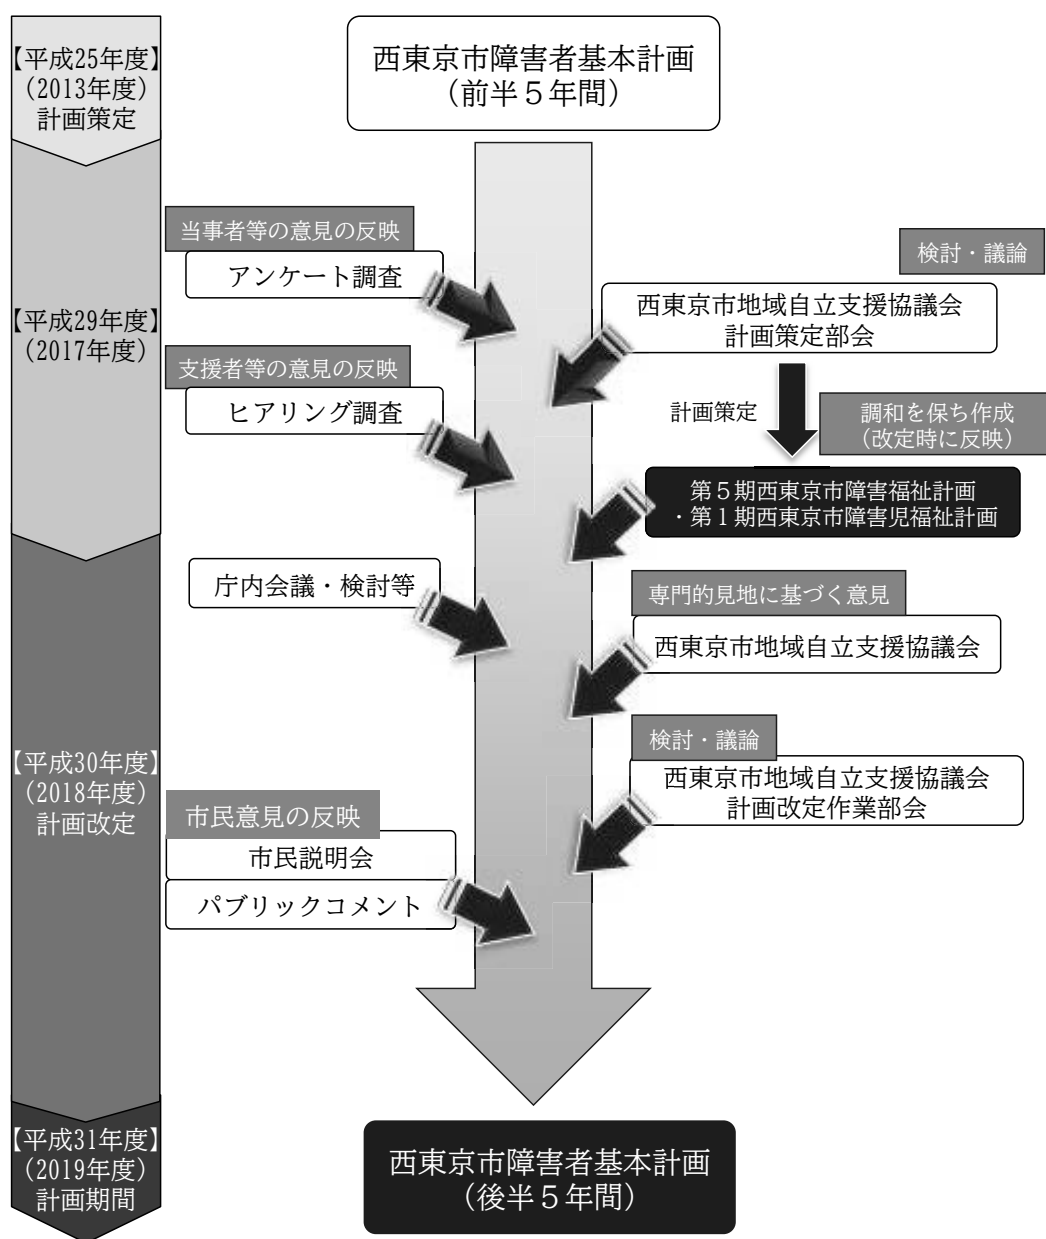 【平成25年度】
（2013年度）
計画策定
西東京市障害者基本計画
（前半５年間）
【平成29年度】
（2017年度）
当事者等の意見の反映
アンケート調査
検討・議論
西東京市地域自立支援協議会
計画策定部会
支援者等の意見の反映
ヒアリング調査
計画策定
調和を保ち作成
（改定時に反映）
第５期西東京市障害福祉計画
・第１期西東京市障害児福祉計画
【平成30年度】
（2018年度）
計画改定
庁内会議・検討等
専門的見地に基づく意見
西東京市地域自立支援協議会
検討・議論
西東京市地域自立支援協議会
計画改定作業部会
市民意見の反映
市民説明会
パブリックコメント
【平成31年度】
（2019年度）
計画期間
西東京市障害者基本計画
（後半５年間）